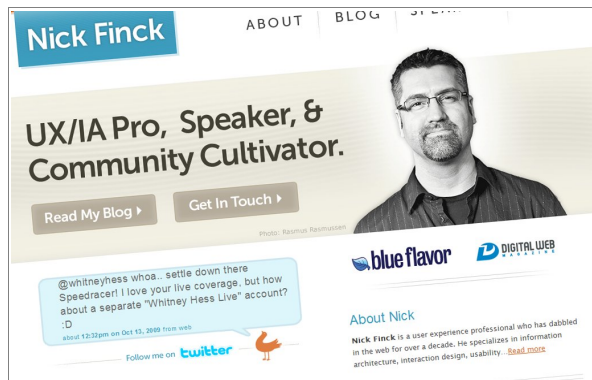 Nick Finck
ABOUT BLOG
UX/IA Pro, Speaker, &
Community Cultivator.
Read My Blog Get In Touch
Photo: Rasmus Rasmussen
blue flavor DIGITAL WEB
MAGAZINE
@whitneyhess whoa.. settle down there
Speedracer! I love your live coverage, but how
about a separate "Whitney Hess Live" account?
:D
about 12:32pm on Oct 13, 2009 from web
Follow me on twitter
About Nick
Nick Finck is a user experience professional who has dabbled
in the web for over a decade. He specializes in information
architecture, interaction design, usability...Read more